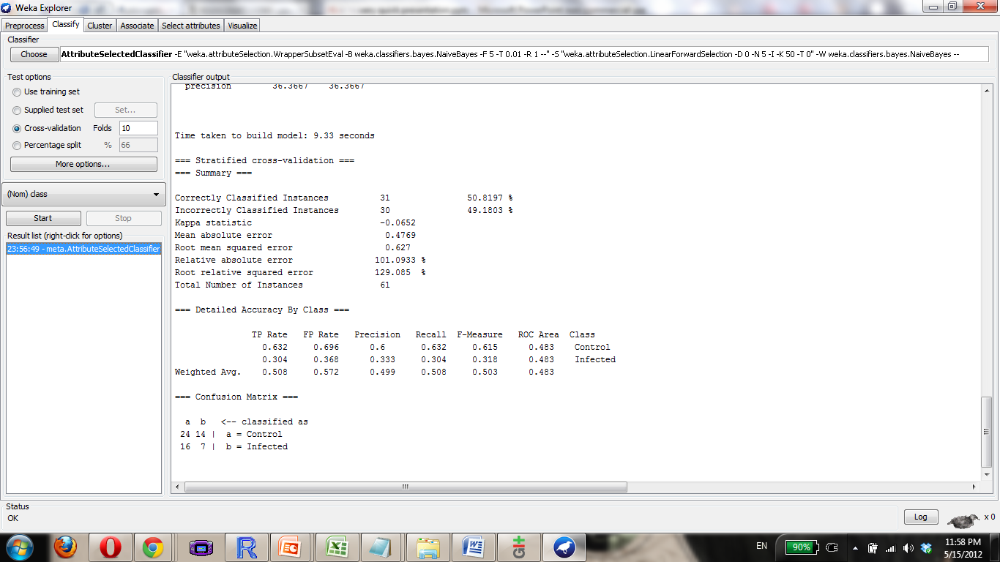 Weka Explorer
Preprocess Classify Cluster Associate Select attributes Visualize
Classifier
Choose AttributeSelectedClassifier -E "weka.attributeSelection.WrapperSubsetEval -B weka.classifiers.bayes.NaiveBayes -F 5 -T 0.01 -R 1 --" -S "weka.attributeSelection.LinearForwardSelection -D 0 -N 5 -I -K 50 -T 0" -W weka.classifiers.bayes.NaiveBayes --
Test options
Use training set
Supplied test set Set...
Cross-validation Folds 10
Percentage split % 66
More options...
(Nom) class
Start Stop
Result list (right-click for options)
23:56:49 - meta.AttributeSelectedClassifier
Classifier output
precision 36.3667 36.3667
Time taken to build model: 9.33 seconds
=== Stratified cross-validation ===
=== Summary ===
Correctly Classified Instances 31 50.8197 %
Incorrectly Classified Instances 30 49.1803 %
Kappa statistic -0.0652
Mean absolute error 0.4769
Root mean squared error 0.627
Relative absolute error 101.0933 %
Root relative squared error 129.085 %
Total Number of Instances 61
=== Detailed Accuracy By Class ===
TP Rate FP Rate Precision Recall F-Measure ROC Area Class
0.632 0.696 0.6 0.632 0.615 0.483 Control
0.304 0.368 0.333 0.304 0.318 0.483 Infected
Weighted Avg. 0.508 0.572 0.499 0.508 0.503 0.483
=== Confusion Matrix ===
a b <-- classified as
24 14 | a = Control
16 7 | b = Infected
Status
OK
Log x 0
EN 90% 11:58 PM
5/15/2012